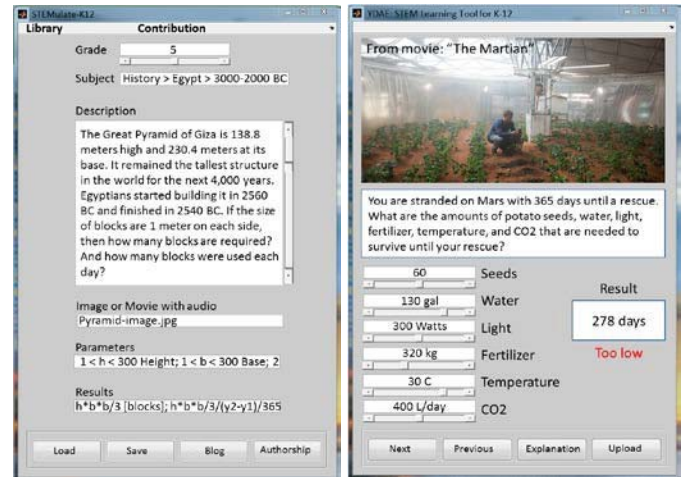 STEMulate-K12
Library Contribution
Grade 5
Subject History > Egypt > 3000-2000 BC
Description
The Great Pyramid of Giza is 138.8
meters high and 230.4 meters at its
base. It remained the tallest structure
in the world for the next 4,000 years.
Egyptians started building it in 2560
BC and finished in 2540 BC. If the size
of blocks are 1 meter on each side,
then how many blocks are required?
And how many blocks were used each
day?
Image or Movie with audio
Pyramid-image.jpg
Parameters
1 < h < 300 Height; 1 < b < 300 Base; 2
Results
h*b*b/3 [blocks]; h*b*b/3/(y2-y1)/365
Load Save Blog Authorship
YDAE: STEM Learning Tool for K-12
From movie: "The Martian"
You are stranded on Mars with 365 days until a rescue.
What are the amounts of potato seeds, water, light,
fertilizer, temperature, and CO2 that are needed to
survive until your rescue?
60 Seeds
130 gal Water
300 Watts Light
320 kg Fertilizer
30 C Temperature
400 L/day CO2
Result
278 days
Too low
Next Previous Explanation Upload